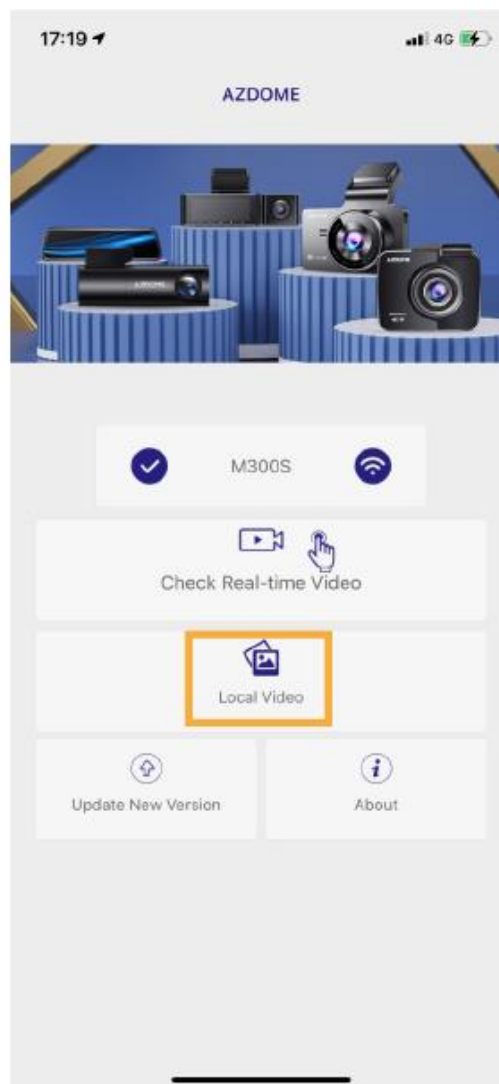 17:19
4G
AZDOME
M300S
Check Real-time Video
Local Video
Update New Version
About